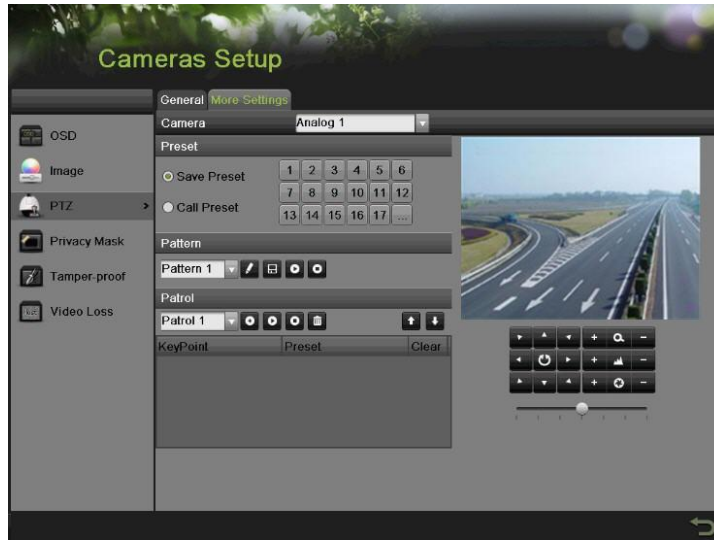 Cameras Setup
General More Settings
Camera Analog 1
OSD
Image
PTZ
Privacy Mask
Tamper-proof
Video Loss
Preset
Save Preset
Call Preset
1 2 3 4 5 6
7 8 9 10 11 12
13 14 15 16 17 ...
Pattern
Pattern 1
Patrol
Patrol 1
KeyPoint Preset Clear